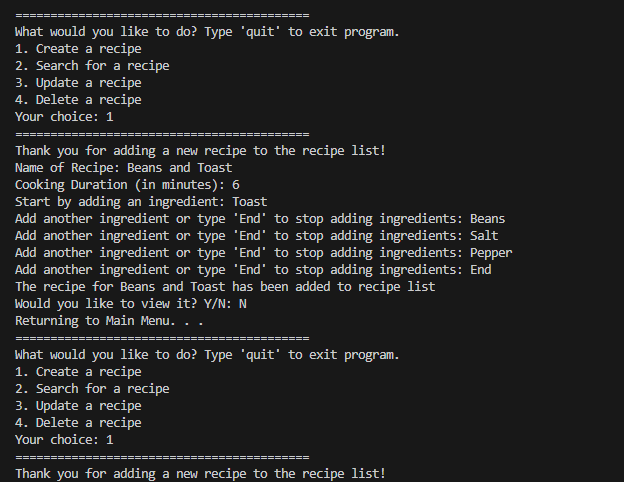 ==========================================
What would you like to do? Type 'quit' to exit program.
1. Create a recipe
2. Search for a recipe
3. Update a recipe
4. Delete a recipe
Your choice: 1
==========================================
Thank you for adding a new recipe to the recipe list!
Name of Recipe: Beans and Toast
Cooking Duration (in minutes): 6
Start by adding an ingredient: Toast
Add another ingredient or type 'End' to stop adding ingredients: Beans
Add another ingredient or type 'End' to stop adding ingredients: Salt
Add another ingredient or type 'End' to stop adding ingredients: Pepper
Add another ingredient or type 'End' to stop adding ingredients: End
The recipe for Beans and Toast has been added to recipe list
Would you like to view it? Y/N: N
Returning to Main Menu. . .
==========================================
What would you like to do? Type 'quit' to exit program.
1. Create a recipe
2. Search for a recipe
3. Update a recipe
4. Delete a recipe
Your choice: 1
==========================================
Thank you for adding a new recipe to the recipe list!